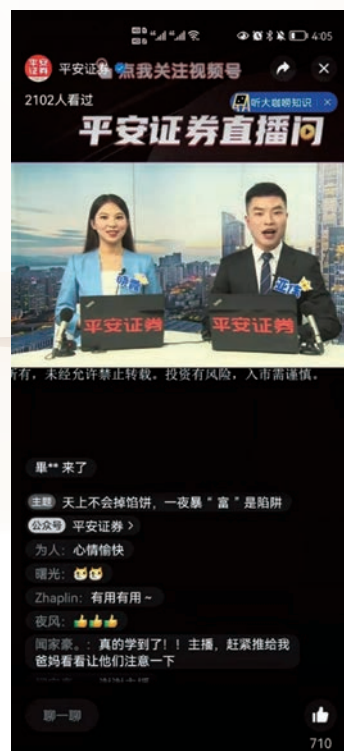 4:05
平安证券
点我关注视频号
2102人看过
听大咖唠知识
平安证券直播间
平安证券
平安证券
所有，未经允许禁止转载。投资有风险，入市需谨慎。
畢** 来了
主题 天上不会掉馅饼，一夜暴“富”是陷阱
公众号 平安证券 >
为人：心情愉快
曙光：
Zhaplin：有用有用~
夜风：
闻家豪。：真的学到了！！主播，赶紧推给我
爸妈看看让他们注意一下
聊一聊
710